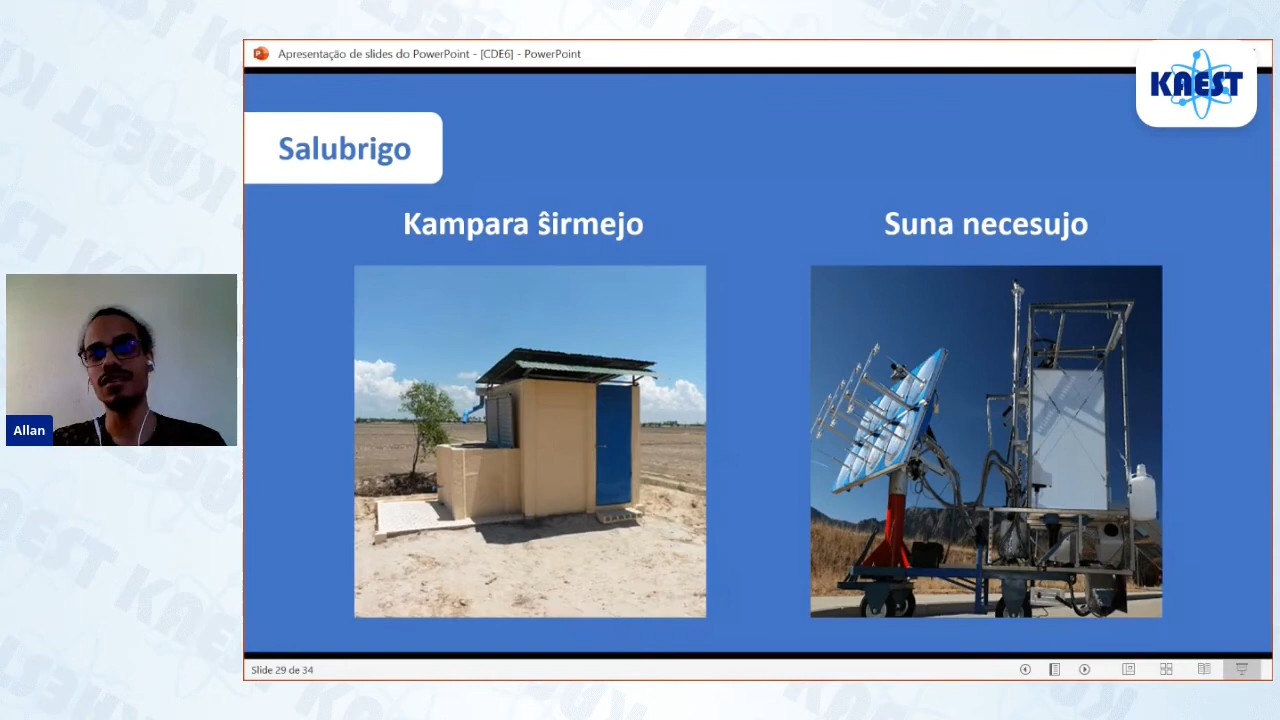 Apresentação de slides do PowerPoint - [CDE6] - PowerPoint
KAEST
Salubrigo
Kampara ŝirmejo
Suna necesujo
Allan
Slide 29 de 34